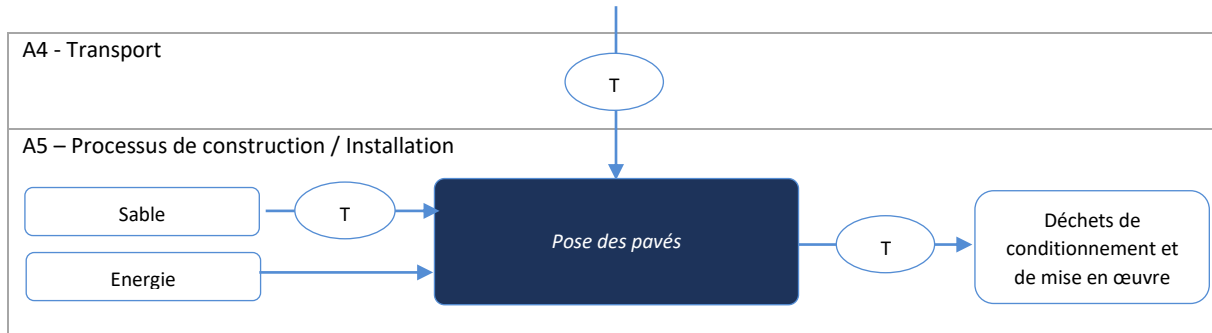 A4 - Transport
T
A5 – Processus de construction / Installation
Sable
T
Pose des pavés
T
Déchets de
conditionnement et
de mise en œuvre
Energie